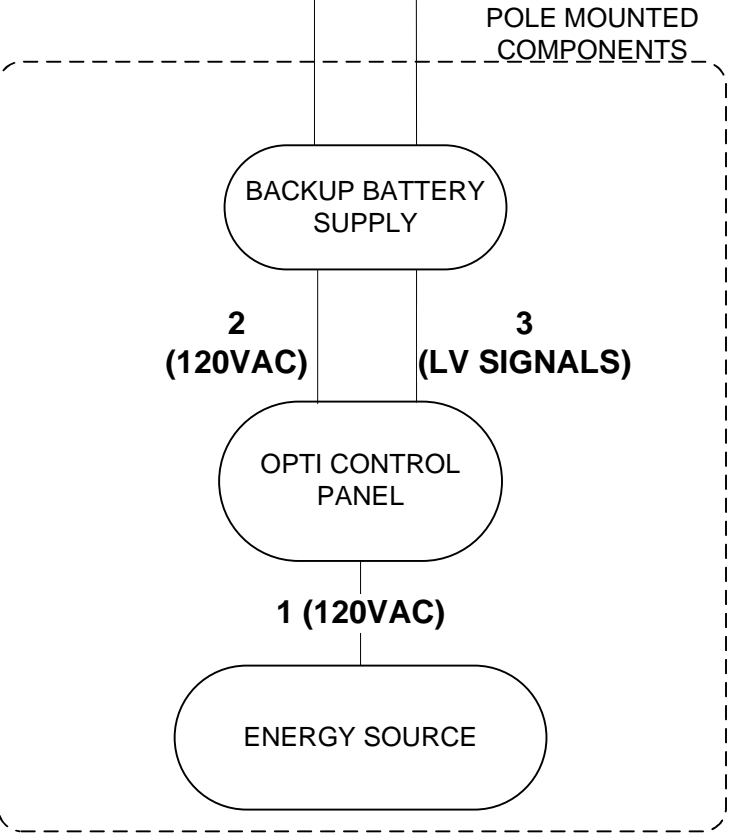 POLE MOUNTED
COMPONENTS
BACKUP BATTERY
SUPPLY
2
(120VAC)
3
(LV SIGNALS)
OPTI CONTROL
PANEL
1 (120VAC)
ENERGY SOURCE